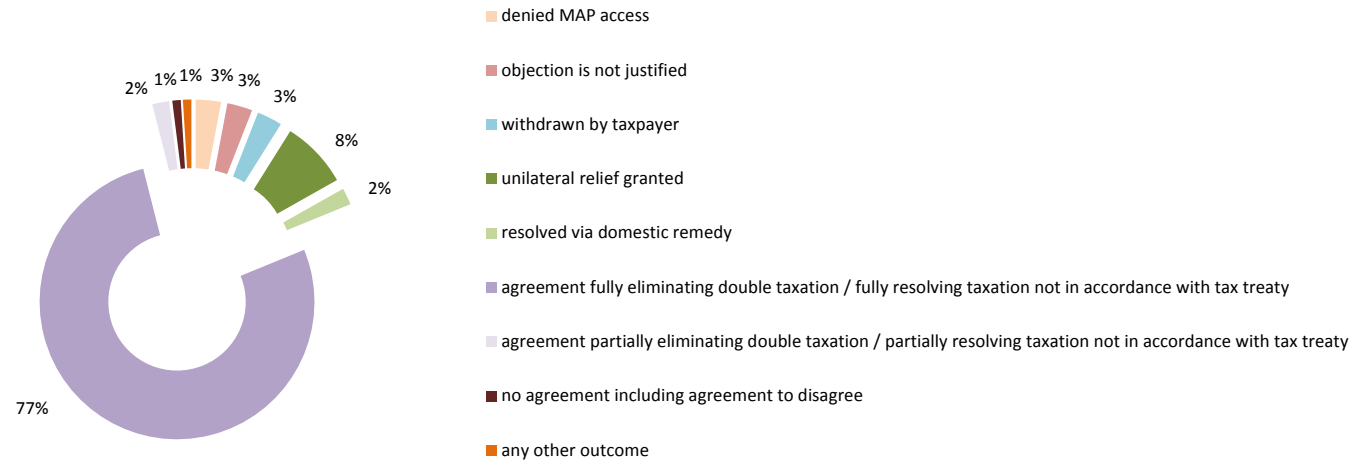 denied MAP access
objection is not justified
withdrawn by taxpayer
unilateral relief granted
resolved via domestic remedy
agreement fully eliminating double taxation / fully resolving taxation not in accordance with tax treaty
agreement partially eliminating double taxation / partially resolving taxation not in accordance with tax treaty
no agreement including agreement to disagree
any other outcome
2%
1%
1%
3%
3%
3%
8%
2%
77%